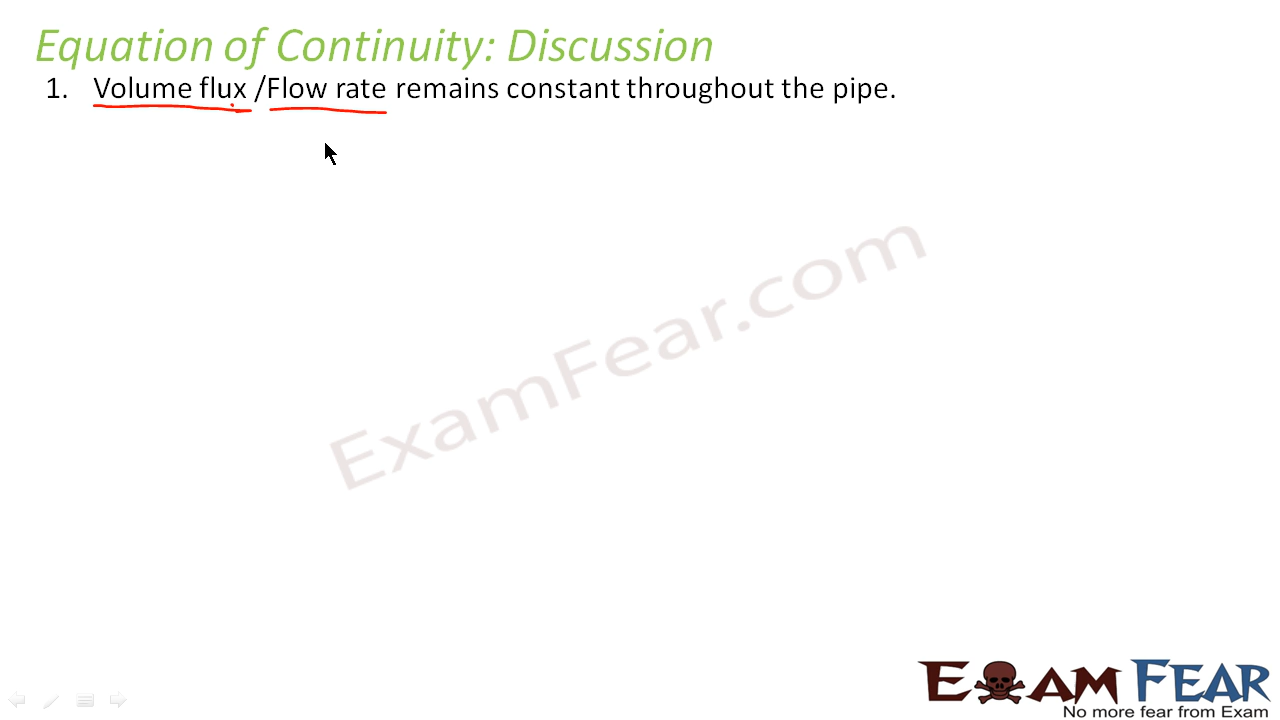 Equation of Continuity: Discussion
1. Volume flux /Flow rate remains constant throughout the pipe.
ExamFear.com
EXAM FEAR
No more fear from Exam